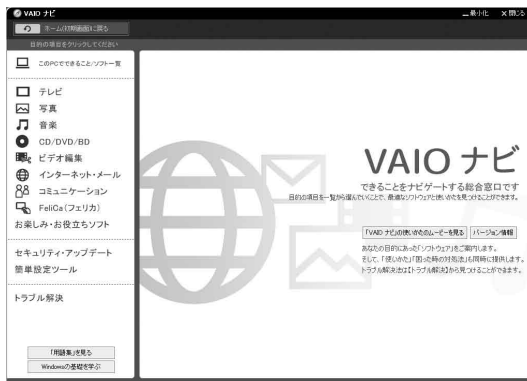 VAIO ナビ
最小化 ×閉じる
ホーム(初期画面)に戻る
目的の項目をクリックしてください
このPCでできること/ソフト一覧
テレビ
写真
音楽
CD/DVD/BD
ビデオ編集
インターネット・メール
コミュニケーション
FeliCa(フェリカ)
お楽しみ・お役立ちソフト
セキュリティ・アップデート
簡単設定ツール
トラブル解決
「用語集」を見る
Windowsの基礎を学ぶ
VAIO ナビ
できることをナビゲートする総合窓口です
目的の項目を一覧から選んでいくことで、最適なソフトウェアと使いかたを見つけることができます。
「VAIO ナビ」の使いかたのムービーを見る バージョン情報
あなたの目的にあった「ソフトウェア」をご案内します。
そして、「使いかた」「困った時の対処法」も同時に提供します。
トラブル解決法は【トラブル解決】から見つけることができます。